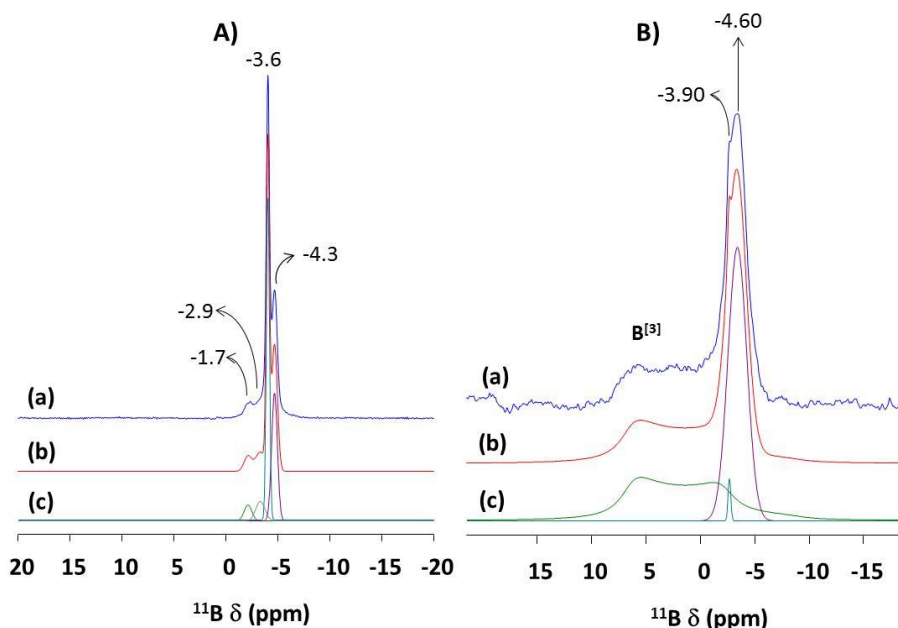 A)
-3.6
-4.3
-2.9
-1.7
(a)
(b)
(c)
20 15 10 5 0 -5 -10 -15 -20
¹¹B δ (ppm)
B)
-4.60
-3.90
B[3]
(a)
(b)
(c)
15 10 5 0 -5 -10 -15
¹¹B δ (ppm)